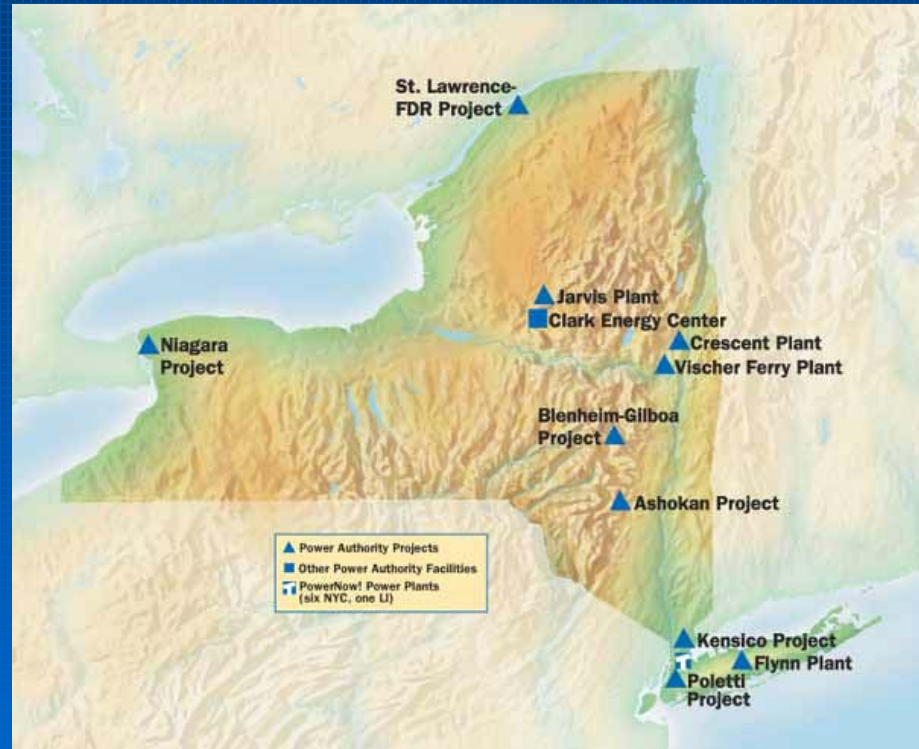 St. Lawrence-
FDR Project
Jarvis Plant
Clark Energy Center
Crescent Plant
Vischer Ferry Plant
Niagara
Project
Blenheim-Gilboa
Project
Ashokan Project
Power Authority Projects
Other Power Authority Facilities
PowerNow! Power Plants
(six NYC, one LI)
Kensico Project
Flynn Plant
Poletti
Project